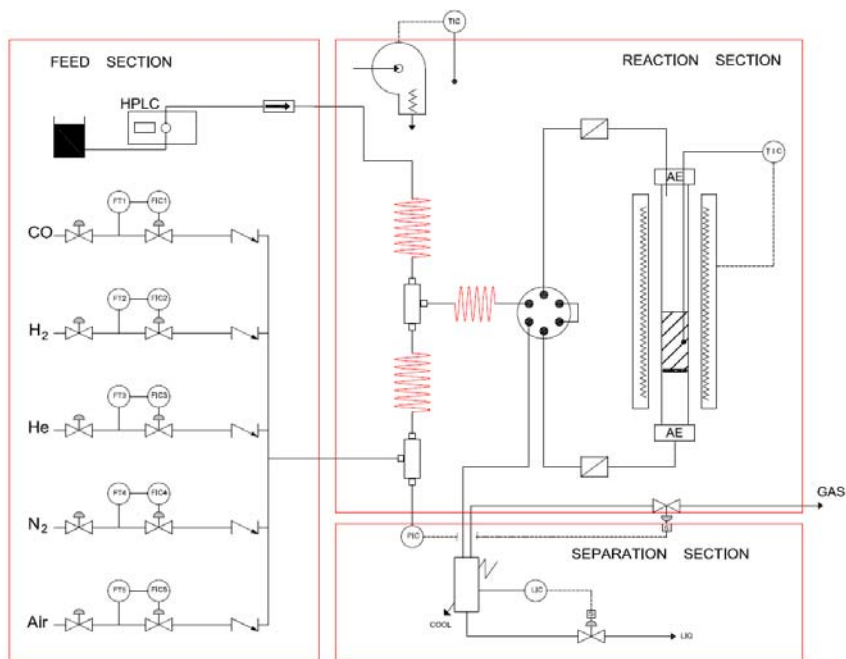 TIC
FEED SECTION
REACTION SECTION
HPLC
TIC
AE
FT1 FIC1
CO
FT2 FIC2
H₂
FT3 FIC3
He
AE
FT4 FIC4
N₂
GAS
PIC
SEPARATION SECTION
FT5 FIC5
LIC
Air
COOL
LIQ